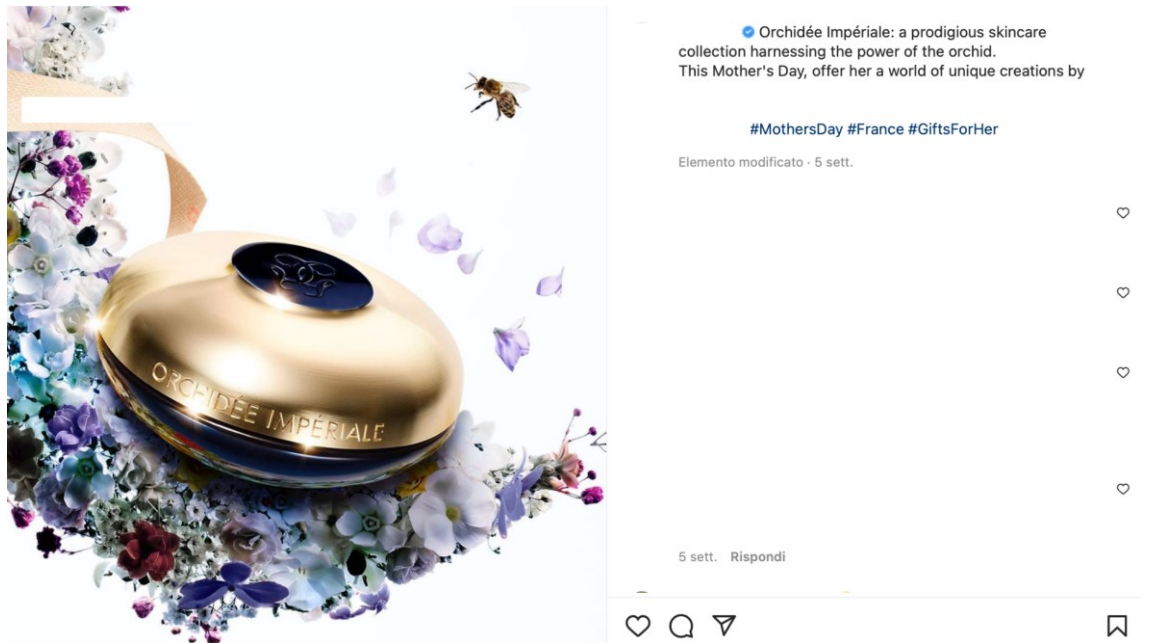 ORCHIDÉE IMPÉRIALE
Orchidée Impériale: a prodigious skincare
collection harnessing the power of the orchid.
This Mother's Day, offer her a world of unique creations by
#MothersDay #France #GiftsForHer
Elemento modificato · 5 sett.
5 sett. Rispondi